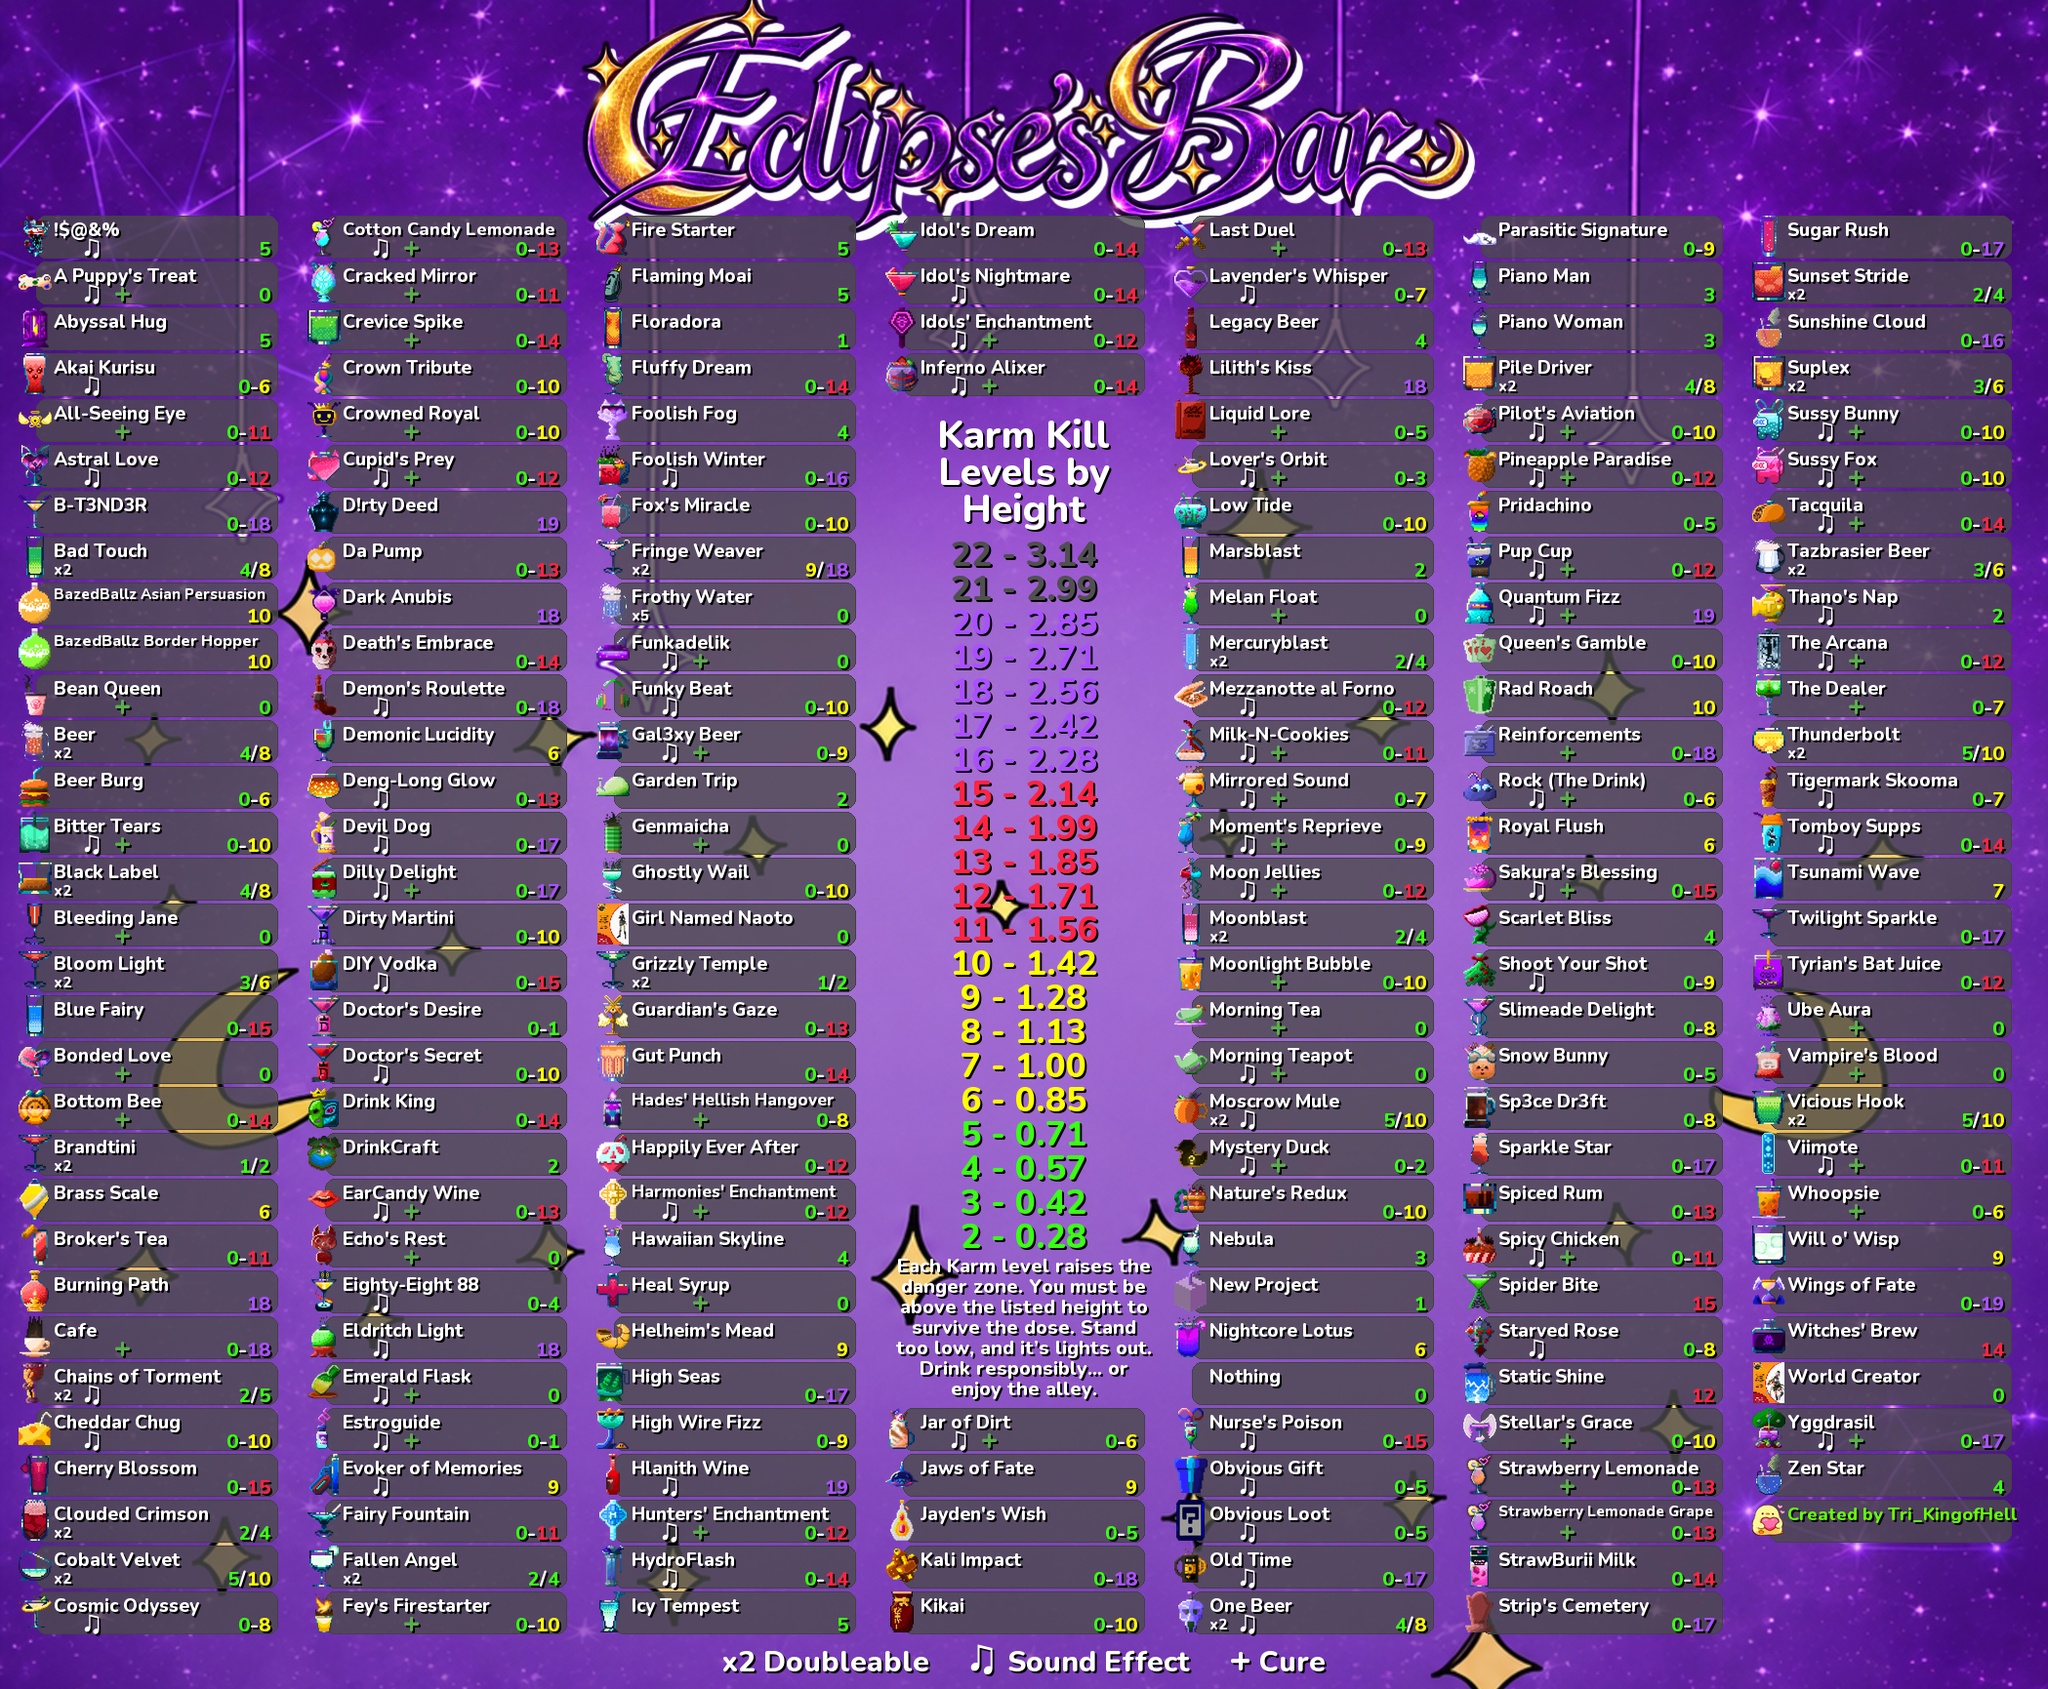 Eclipse's Bar
!$@&%
♫ 5
A Puppy's Treat
♫ + 0
Abyssal Hug
5
Akai Kurisu
♫ 0-6
All-Seeing Eye
+ 0-11
Astral Love
♫ 0-12
B-T3ND3R
0-18
Bad Touch
x2 4/8
BazedBallz Asian Persuasion
10
BazedBallz Border Hopper
10
Bean Queen
+ 0
Beer
x2 4/8
Beer Burg
0-6
Bitter Tears
♫ + 0-10
Black Label
x2 4/8
Bleeding Jane
+ 0
Bloom Light
x2 3/6
Blue Fairy
0-15
Bonded Love
+ 0
Bottom Bee
+ 0-14
Brandtini
x2 1/2
Brass Scale
6
Broker's Tea
0-11
Burning Path
18
Cafe
+ 0-18
Chains of Torment
x2 ♫ 2/5
Cheddar Chug
♫ 0-10
Cherry Blossom
0-15
Clouded Crimson
x2 2/4
Cobalt Velvet
x2 5/10
Cosmic Odyssey
♫ 0-8
Cotton Candy Lemonade
♫ + 0-13
Cracked Mirror
+ 0-11
Crevice Spike
+ 0-14
Crown Tribute
0-10
Crowned Royal
+ 0-10
Cupid's Prey
♫ + 0-12
D!rty Deed
19
Da Pump
0-13
Dark Anubis
18
Death's Embrace
0-14
Demon's Roulette
♫ 0-18
Demonic Lucidity
6
Deng-Long Glow
♫ 0-13
Devil Dog
♫ 0-17
Dilly Delight
♫ + 0-17
Dirty Martini
0-10
DIY Vodka
♫ 0-15
Doctor's Desire
0-1
Doctor's Secret
♫ 0-10
Drink King
0-14
DrinkCraft
2
EarCandy Wine
♫ + 0-13
Echo's Rest
+ 0
Eighty-Eight 88
♫ 0-4
Eldritch Light
♫ 18
Emerald Flask
♫ + 0
Estroguide
♫ + 0-1
Evoker of Memories
♫ 9
Fairy Fountain
0-11
Fallen Angel
x2 2/4
Fey's Firestarter
+ 0-10
Fire Starter
5
Flaming Moai
5
Floradora
1
Fluffy Dream
0-14
Foolish Fog
4
Foolish Winter
♫ 0-16
Fox's Miracle
0-10
Fringe Weaver
x2 9/18
Frothy Water
x5 0
Funkadelik
♫ + 0
Funky Beat
♫ 0-10
Gal3xy Beer
♫ + 0-9
Garden Trip
2
Genmaicha
+ 0
Ghostly Wail
0-10
Girl Named Naoto
0
Grizzly Temple
x2 1/2
Guardian's Gaze
0-13
Gut Punch
0-14
Hades' Hellish Hangover
+ 0-8
Happily Ever After
0-12
Harmonies' Enchantment
♫ + 0-12
Hawaiian Skyline
4
Heal Syrup
+ 0
Helheim's Mead
9
High Seas
0-17
High Wire Fizz
0-9
Hlanith Wine
19
Hunters' Enchantment
♫ + 0-12
HydroFlash
♫ 0-14
Icy Tempest
5
Idol's Dream
0-14
Idol's Nightmare
♫ 0-14
Idols' Enchantment
♫ + 0-12
Inferno Alixer
♫ + 0-14
Karm Kill
Levels by
Height
22 - 3.14
21 - 2.99
20 - 2.85
19 - 2.71
18 - 2.56
17 - 2.42
16 - 2.28
15 - 2.14
14 - 1.99
13 - 1.85
12 - 1.71
11 - 1.56
10 - 1.42
9 - 1.28
8 - 1.13
7 - 1.00
6 - 0.85
5 - 0.71
4 - 0.57
3 - 0.42
2 - 0.28
Each Karm level raises the
danger zone. You must be
above the listed height to
survive the dose. Stand
too low, and it's lights out.
Drink responsibly... or
enjoy the alley.
Jar of Dirt
♫ + 0-6
Jaws of Fate
9
Jayden's Wish
0-5
Kali Impact
0-18
Kikai
0-10
Last Duel
+ 0-13
Lavender's Whisper
♫ 0-7
Legacy Beer
4
Lilith's Kiss
18
Liquid Lore
+ 0-5
Lover's Orbit
♫ + 0-3
Low Tide
0-10
Marsblast
2
Melan Float
+ 0
Mercuryblast
x2 2/4
Mezzanotte al Forno
♫ 0-12
Milk-N-Cookies
♫ + 0-11
Mirrored Sound
♫ + 0-7
Moment's Reprieve
♫ + 0-9
Moon Jellies
♫ + 0-12
Moonblast
x2 2/4
Moonlight Bubble
+ 0-10
Morning Tea
+ 0
Morning Teapot
♫ + 0
Moscrow Mule
x2 ♫ 5/10
Mystery Duck
♫ + 0-2
Nature's Redux
0-10
Nebula
3
New Project
1
Nightcore Lotus
6
Nothing
0
Nurse's Poison
♫ 0-15
Obvious Gift
♫ 0-5
Obvious Loot
♫ 0-5
Old Time
♫ 0-17
One Beer
x2 ♫ 4/8
Parasitic Signature
0-9
Piano Man
3
Piano Woman
3
Pile Driver
x2 4/8
Pilot's Aviation
♫ + 0-10
Pineapple Paradise
♫ + 0-12
Pridachino
0-5
Pup Cup
♫ + 0-12
Quantum Fizz
♫ + 19
Queen's Gamble
0-10
Rad Roach
10
Reinforcements
+ 0-18
Rock (The Drink)
♫ + 0-6
Royal Flush
6
Sakura's Blessing
♫ + 0-15
Scarlet Bliss
4
Shoot Your Shot
♫ 0-9
Slimeade Delight
0-8
Snow Bunny
0-5
Sp3ce Dr3ft
0-8
Sparkle Star
0-17
Spiced Rum
0-13
Spicy Chicken
♫ + 0-11
Spider Bite
15
Starved Rose
♫ 0-8
Static Shine
12
Stellar's Grace
+ 0-10
Strawberry Lemonade
+ 0-13
Strawberry Lemonade Grape
+ 0-13
StrawBurii Milk
0-14
Strip's Cemetery
0-17
Sugar Rush
0-17
Sunset Stride
x2 2/4
Sunshine Cloud
0-16
Suplex
x2 3/6
Sussy Bunny
♫ + 0-10
Sussy Fox
♫ + 0-10
Tacquila
♫ + 0-14
Tazbrasier Beer
x2 3/6
Thano's Nap
2
The Arcana
♫ + 0-12
The Dealer
+ 0-7
Thunderbolt
x2 5/10
Tigermark Skooma
♫ 0-7
Tomboy Supps
♫ 0-14
Tsunami Wave
7
Twilight Sparkle
0-17
Tyrian's Bat Juice
0-12
Ube Aura
+ 0
Vampire's Blood
+ 0
Vicious Hook
x2 5/10
Viimote
♫ + 0-11
Whoopsie
+ 0-6
Will o' Wisp
9
Wings of Fate
0-19
Witches' Brew
14
World Creator
0
Yggdrasil
♫ + 0-17
Zen Star
4
Created by Tri_KingofHell
x2 Doubleable ♫ Sound Effect + Cure